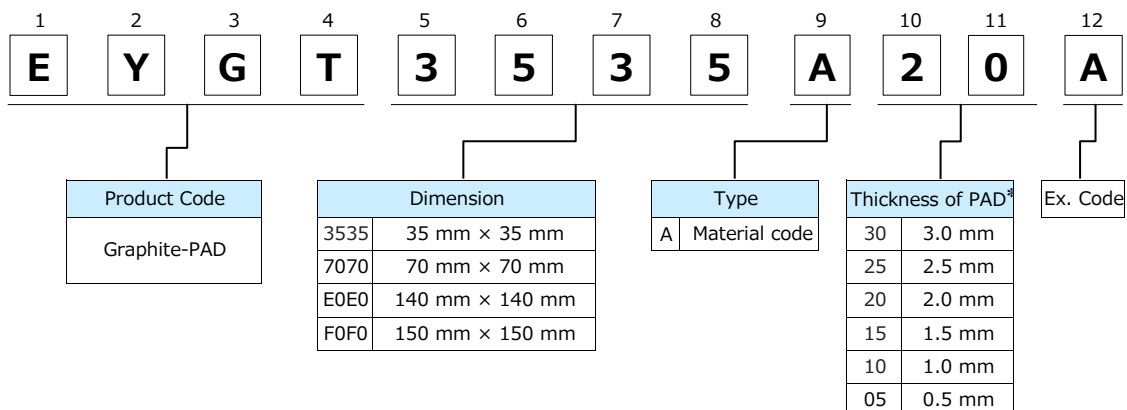 1 2 3 4 5 6 7 8 9 10 11 12
E Y G T 3 5 3 5 A 2 0 A
Product Code
Graphite-PAD
Dimension
3535 35 mm × 35 mm
7070 70 mm × 70 mm
E0E0 140 mm × 140 mm
F0F0 150 mm × 150 mm
Type
A Material code
Thickness of PAD*
30 3.0 mm
25 2.5 mm
20 2.0 mm
15 1.5 mm
10 1.0 mm
05 0.5 mm
Ex. Code